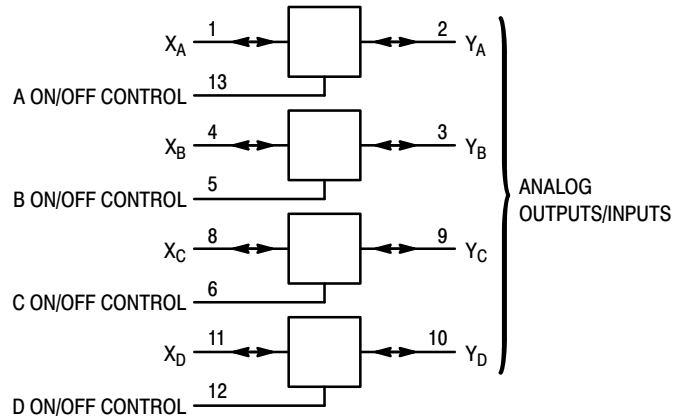 X_A 1 2 Y_A
A ON/OFF CONTROL 13
X_B 4 3 Y_B
B ON/OFF CONTROL 5
ANALOG
OUTPUTS/INPUTS
X_C 8 9 Y_C
C ON/OFF CONTROL 6
X_D 11 10 Y_D
D ON/OFF CONTROL 12